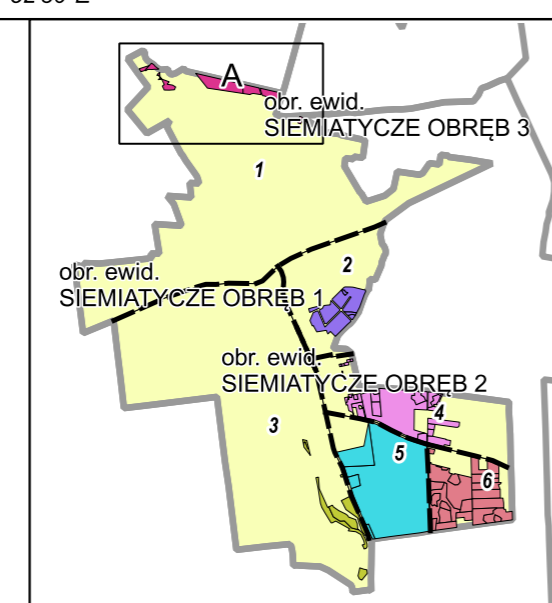 A
obr. ewid.
SIEMIATYCZE OBRĘB 3
1
2
obr. ewid.
SIEMIATYCZE OBRĘB 1
obr. ewid.
SIEMIATYCZE OBRĘB 2
4
3
5
6